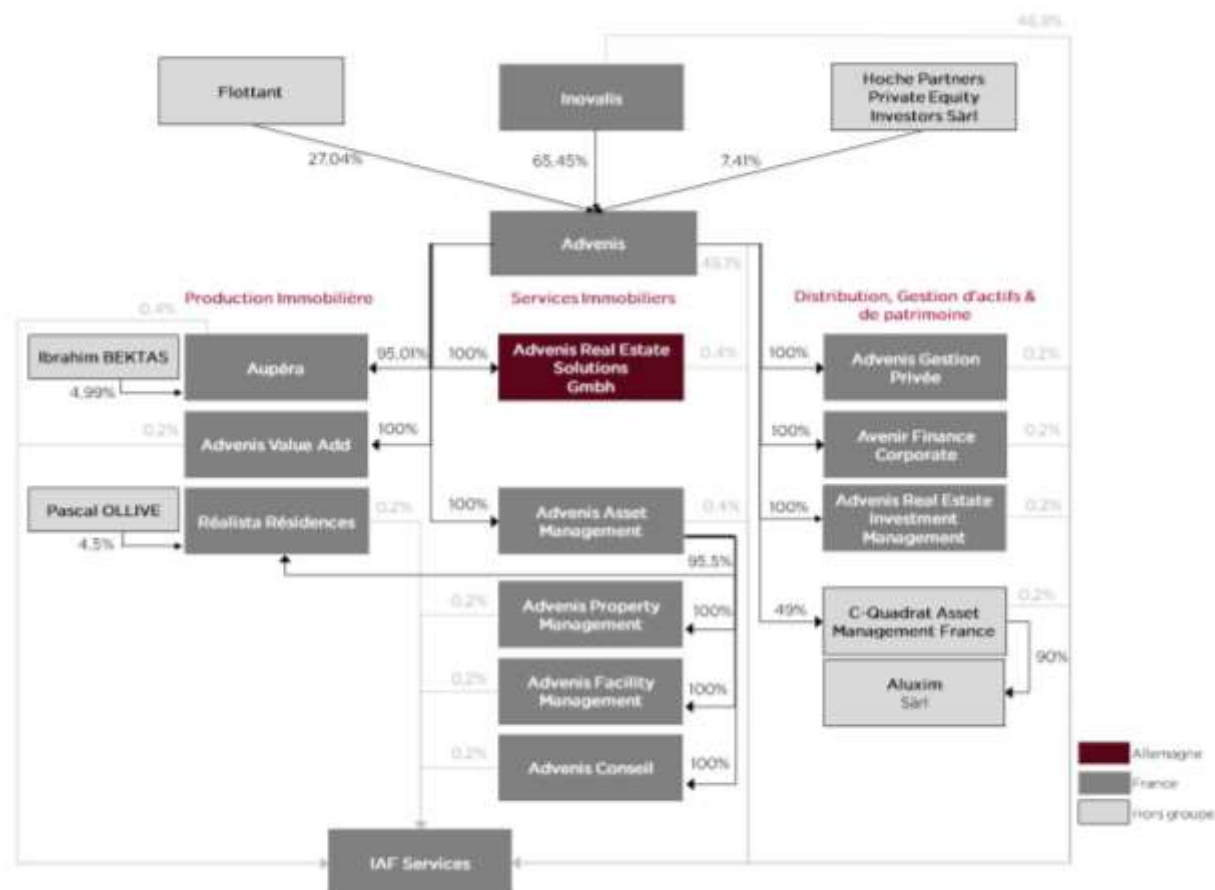 46.9%
Flottant
Inovalis
Hoche Partners
Private Equity
Investors Sàrl
27.04%
65.45%
7.41%
Advenis
Production Immobilière
Services Immobiliers
Distribution, Gestion d'actifs &
de patrimoine
0.4%
Ibrahim BEKTAS
4.99%
Aupéra
95.01%
100%
Advenis Real Estate
Solutions
Gmbh
0.4%
100%
Advenis Gestion
Privée
0.2%
0.2%
Advenis Value Add
100%
100%
Avenir Finance
Corporate
0.2%
Pascal OLLIVE
4.5%
Réalista Résidences
0.2%
100%
Advenis Asset
Management
0.4%
95.5%
100%
Advenis Real Estate
Investment
Management
0.2%
0.2%
Advenis Property
Management
100%
49%
C-Quadrat Asset
Management France
0.2%
90%
0.2%
Advenis Facility
Management
100%
Aluxim
Sàrl
0.2%
Advenis Conseil
100%
Allemagne
France
Hors groupe
IAF Services